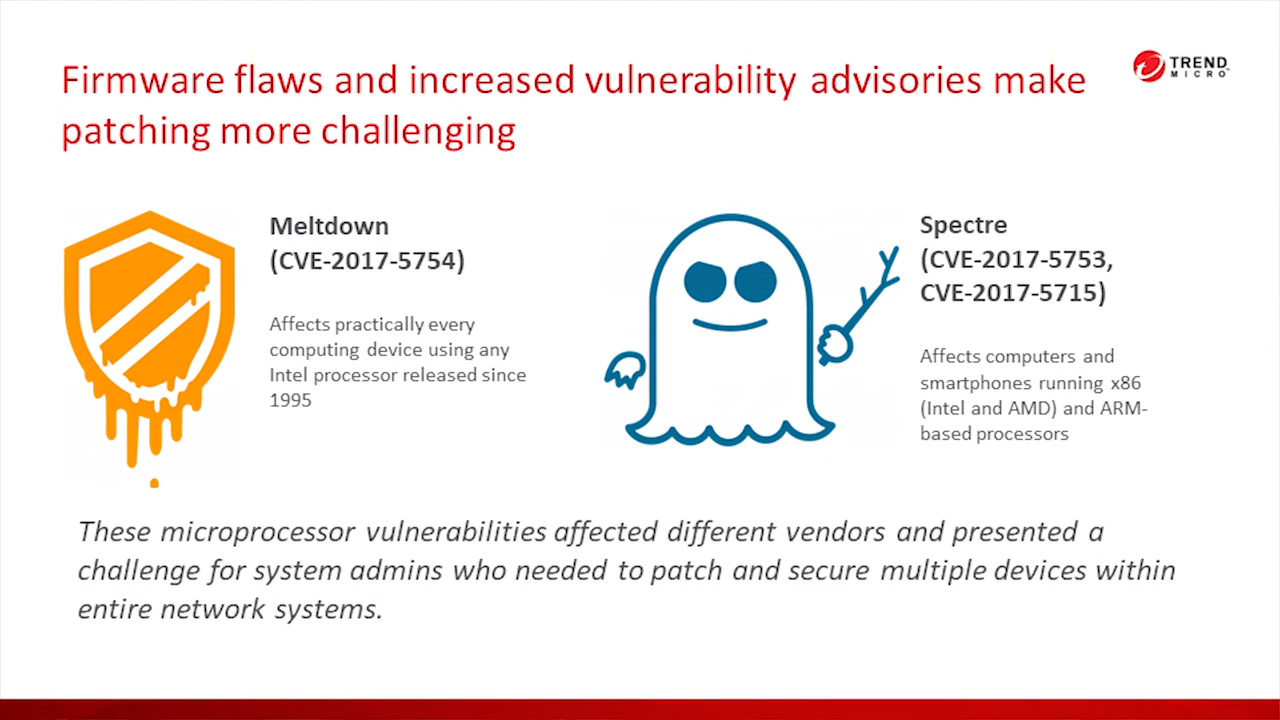 Firmware flaws and increased vulnerability advisories make
patching more challenging
TREND
MICRO™
Meltdown
(CVE-2017-5754)
Affects practically every
computing device using any
Intel processor released since
1995
Spectre
(CVE-2017-5753,
CVE-2017-5715)
Affects computers and
smartphones running x86
(Intel and AMD) and ARM-
based processors
These microprocessor vulnerabilities affected different vendors and presented a
challenge for system admins who needed to patch and secure multiple devices within
entire network systems.